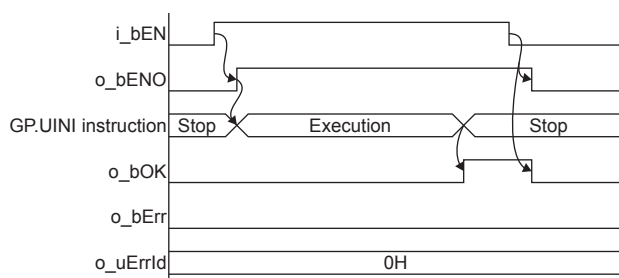 i_bEN
o_bENO
GP.UINI instruction Stop Execution Stop
o_bOK
o_bErr
o_uErrId 0H